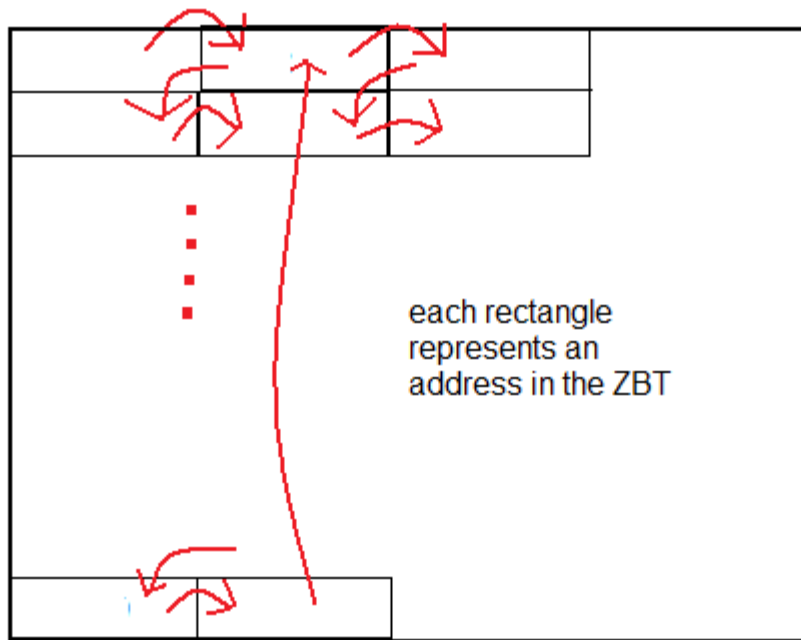 each rectangle
represents an
address in the ZBT